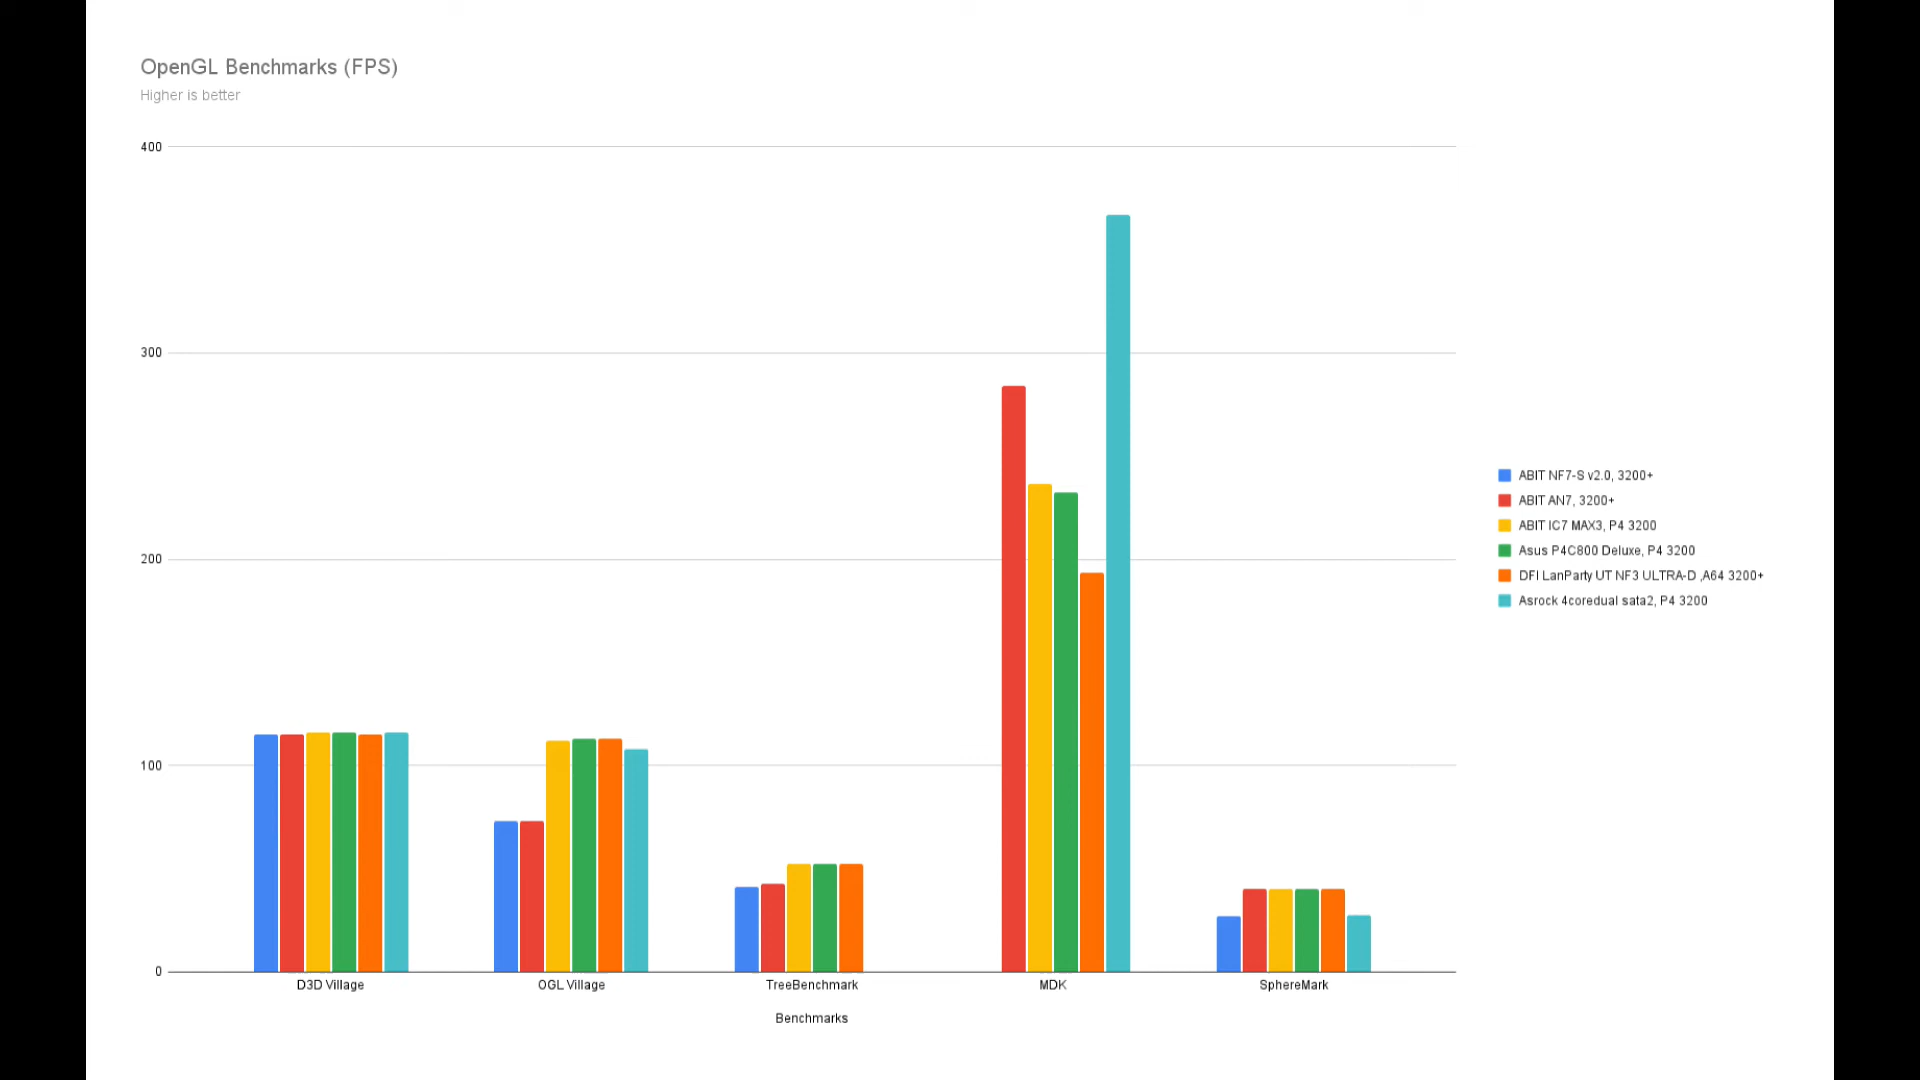 OpenGL Benchmarks (FPS)
Higher is better
400
300
200
100
0
D3D Village
OGL Village
TreeBenchmark
MDK
SphereMark
Benchmarks
ABIT NF7-S v2.0, 3200+
ABIT AN7, 3200+
ABIT IC7 MAX3, P4 3200
Asus P4C800 Deluxe, P4 3200
DFI LanParty UT NF3 ULTRA-D ,A64 3200+
Asrock 4coredual sata2, P4 3200